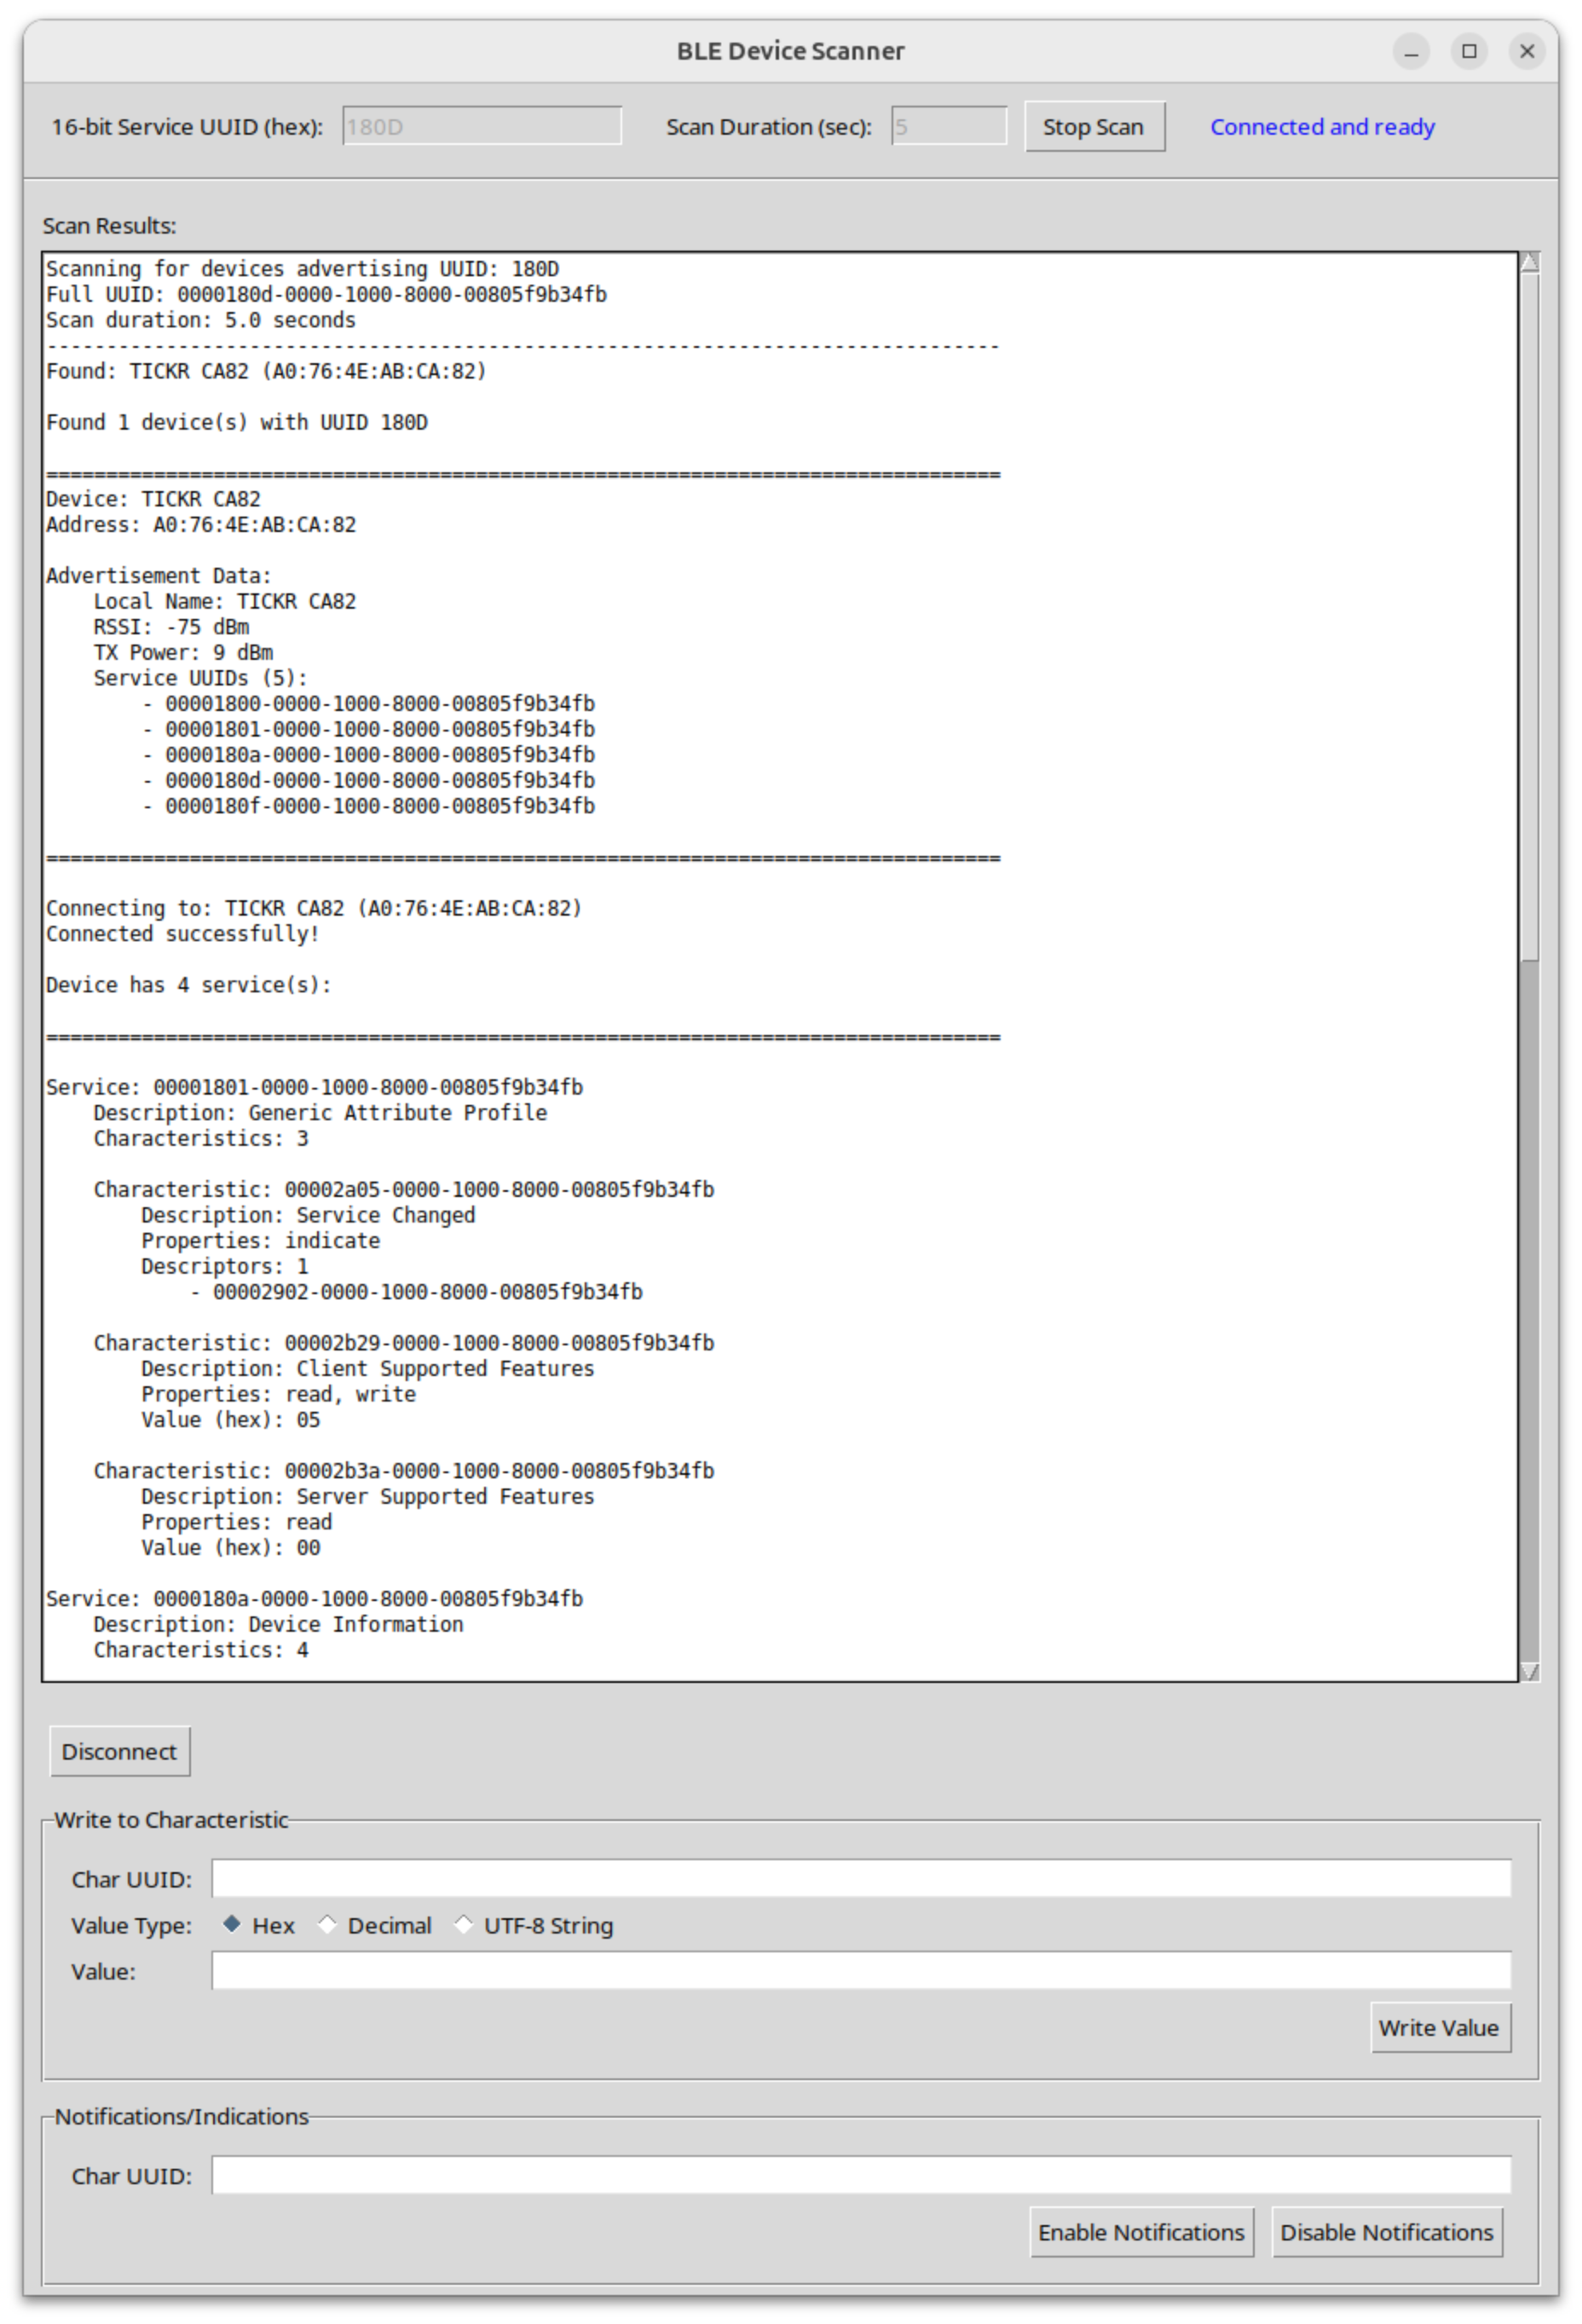 BLE Device Scanner
16-bit Service UUID (hex): 180D Scan Duration (sec): 5 Stop Scan Connected and ready
Scan Results:
Scanning for devices advertising UUID: 180D
Full UUID: 0000180d-0000-1000-8000-00805f9b34fb
Scan duration: 5.0 seconds
--------------------------------------------------------------------------------
Found: TICKR CA82 (A0:76:4E:AB:CA:82)
Found 1 device(s) with UUID 180D
================================================================================
Device: TICKR CA82
Address: A0:76:4E:AB:CA:82
Advertisement Data:
Local Name: TICKR CA82
RSSI: -75 dBm
TX Power: 9 dBm
Service UUIDs (5):
- 00001800-0000-1000-8000-00805f9b34fb
- 00001801-0000-1000-8000-00805f9b34fb
- 0000180a-0000-1000-8000-00805f9b34fb
- 0000180d-0000-1000-8000-00805f9b34fb
- 0000180f-0000-1000-8000-00805f9b34fb
================================================================================
Connecting to: TICKR CA82 (A0:76:4E:AB:CA:82)
Connected successfully!
Device has 4 service(s):
================================================================================
Service: 00001801-0000-1000-8000-00805f9b34fb
Description: Generic Attribute Profile
Characteristics: 3
Characteristic: 00002a05-0000-1000-8000-00805f9b34fb
Description: Service Changed
Properties: indicate
Descriptors: 1
- 00002902-0000-1000-8000-00805f9b34fb
Characteristic: 00002b29-0000-1000-8000-00805f9b34fb
Description: Client Supported Features
Properties: read, write
Value (hex): 05
Characteristic: 00002b3a-0000-1000-8000-00805f9b34fb
Description: Server Supported Features
Properties: read
Value (hex): 00
Service: 0000180a-0000-1000-8000-00805f9b34fb
Description: Device Information
Characteristics: 4
Disconnect
Write to Characteristic
Char UUID:
Value Type: Hex Decimal UTF-8 String
Value:
Write Value
Notifications/Indications
Char UUID:
Enable Notifications Disable Notifications